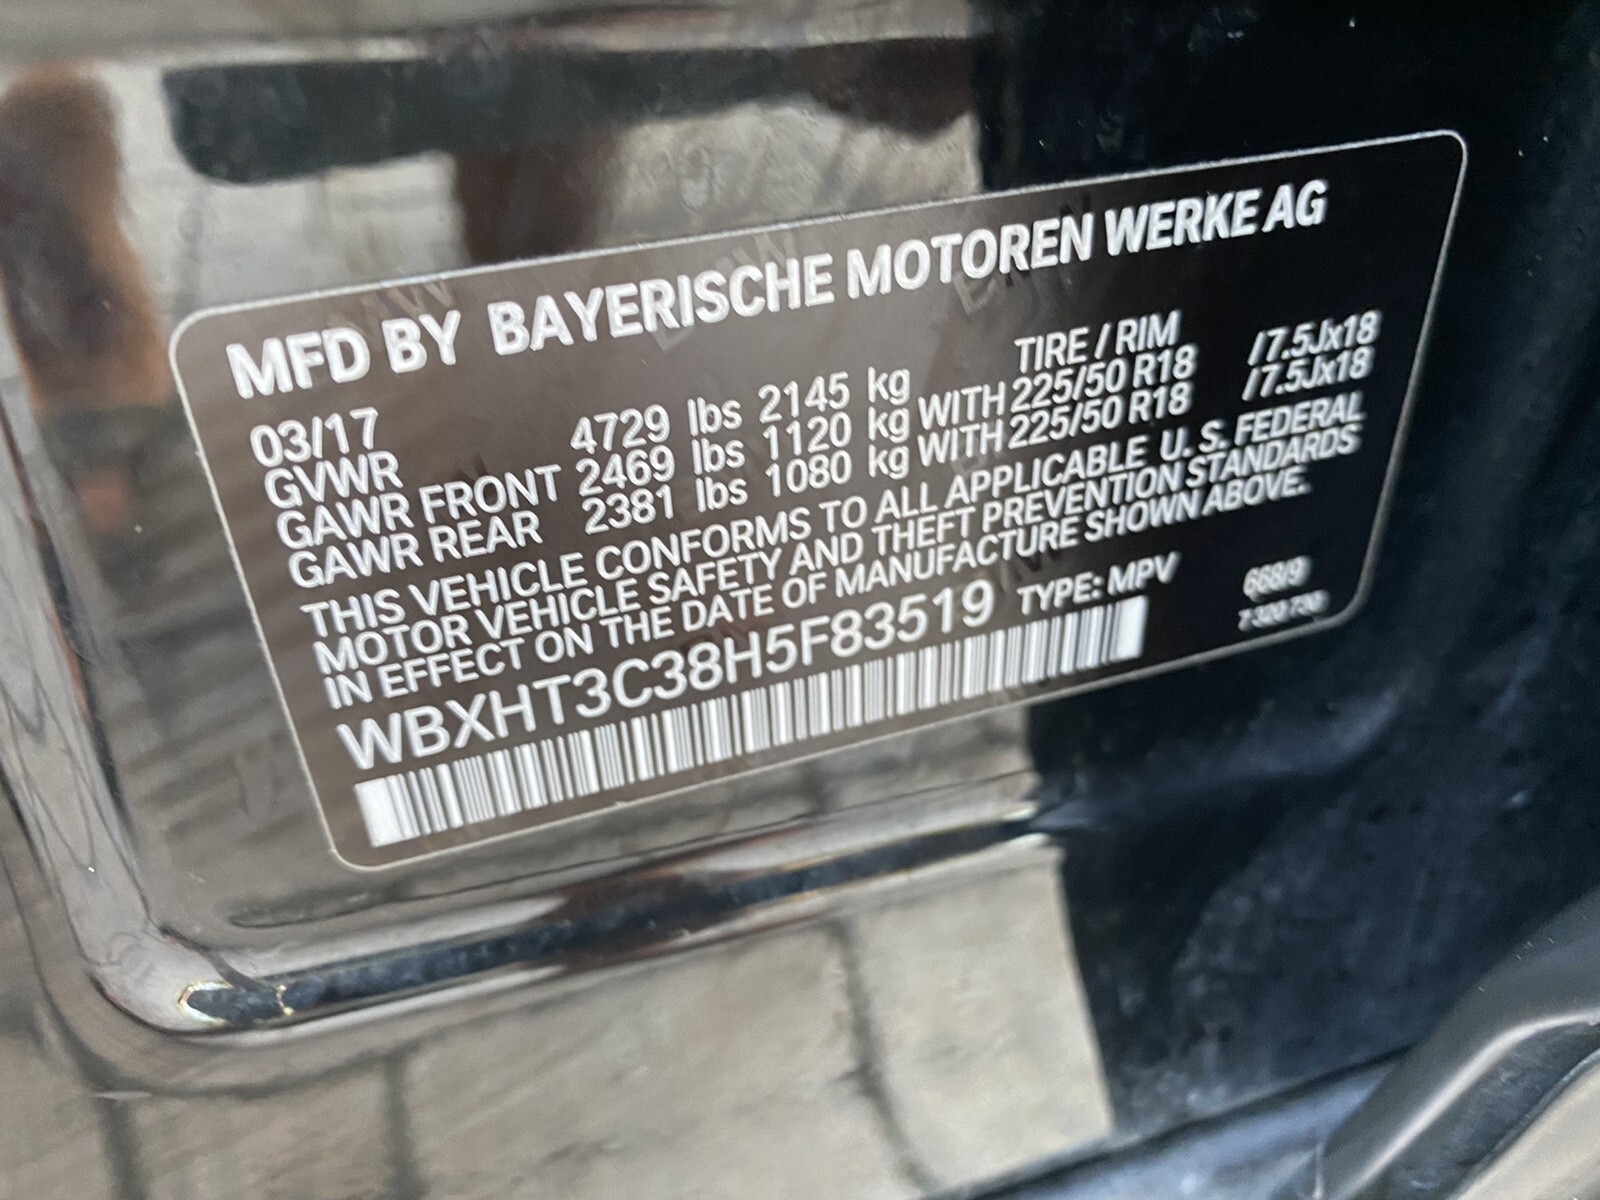 MFD BY BAYERISCHE MOTOREN WERKE AG
03/17 TIRE / RIM
GVWR 4729 lbs 2145 kg
GAWR FRONT 2469 lbs 1120 kg WITH 225/50 R18 /7.5Jx18
GAWR REAR 2381 lbs 1080 kg WITH 225/50 R18 /7.5Jx18
THIS VEHICLE CONFORMS TO ALL APPLICABLE U. S. FEDERAL
MOTOR VEHICLE SAFETY AND THEFT PREVENTION STANDARDS
IN EFFECT ON THE DATE OF MANUFACTURE SHOWN ABOVE.
WBXHT3C38H5F83519 TYPE: MPV
668/9